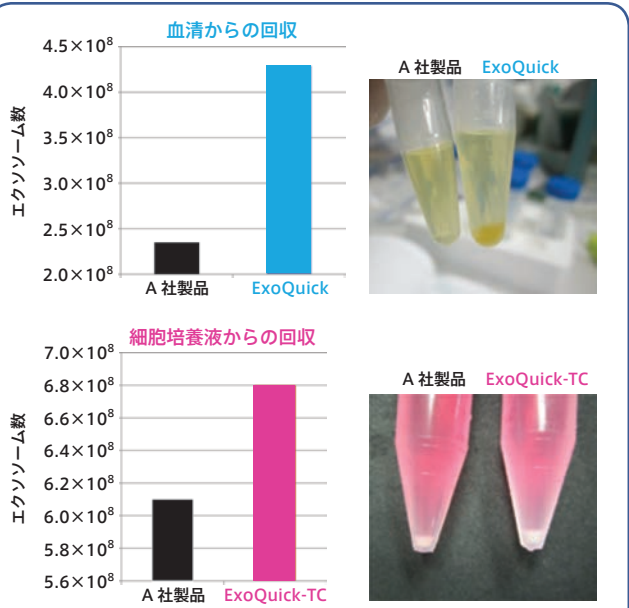 血清からの回収
エクソソーム数
4.5×10⁸
4.0×10⁸
3.5×10⁸
3.0×10⁸
2.5×10⁸
2.0×10⁸
A 社製品 ExoQuick
A 社製品 ExoQuick
細胞培養液からの回収
エクソソーム数
7.0×10⁸
6.8×10⁸
6.6×10⁸
6.4×10⁸
6.2×10⁸
6.0×10⁸
5.8×10⁸
5.6×10⁸
A 社製品 ExoQuick-TC
A 社製品 ExoQuick-TC